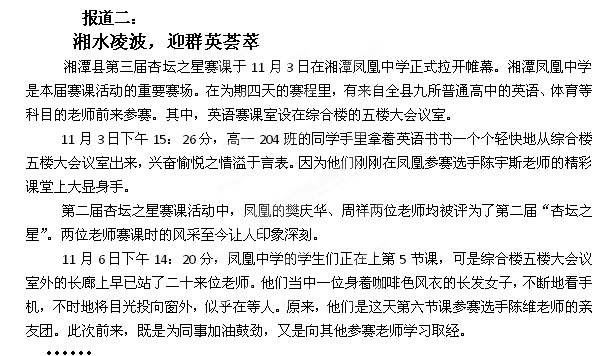 报道二：
湘水凌波，迎群英荟萃
湘潭县第三届杏坛之星赛课于 11 月 3 日在湘潭凤凰中学正式拉开帷幕。湘潭凤凰中学
是本届赛课活动的重要赛场。在为期四天的赛程里，有来自全县九所普通高中的英语、体育等
科目的老师前来参赛。其中，英语赛课室设在综合楼的五楼大会议室。
11 月 3日下午 15：26分，高一 204 班的同学手里拿着英语书书一个个轻快地从综合楼
五楼大会议室出来，兴奋愉悦之情溢于言表。因为他们刚刚在凤凰参赛选手陈宇斯老师的精彩
课堂上大显身手。
第二届杏坛之星赛课活动中，凤凰的樊庆华、周祥两位老师均被评为了第二届“杏坛之
星”。两位老师赛课时的风采至今让人印象深刻。
11 月 6日下午 14：20分，凤凰中学的学生们正在上第 5 节课，可是综合楼五楼大会议
室外的长廊上早已站了二十来位老师。他们当中一位身着咖啡色风衣的长发女子，不断地看手
机，不时地将目光投向窗外，似乎在等人。原来，他们是这天第六节课参赛选手陈维老师的亲
友团。此次前来，既是为同事加油鼓劲，又是向其他参赛老师学习取经。
……